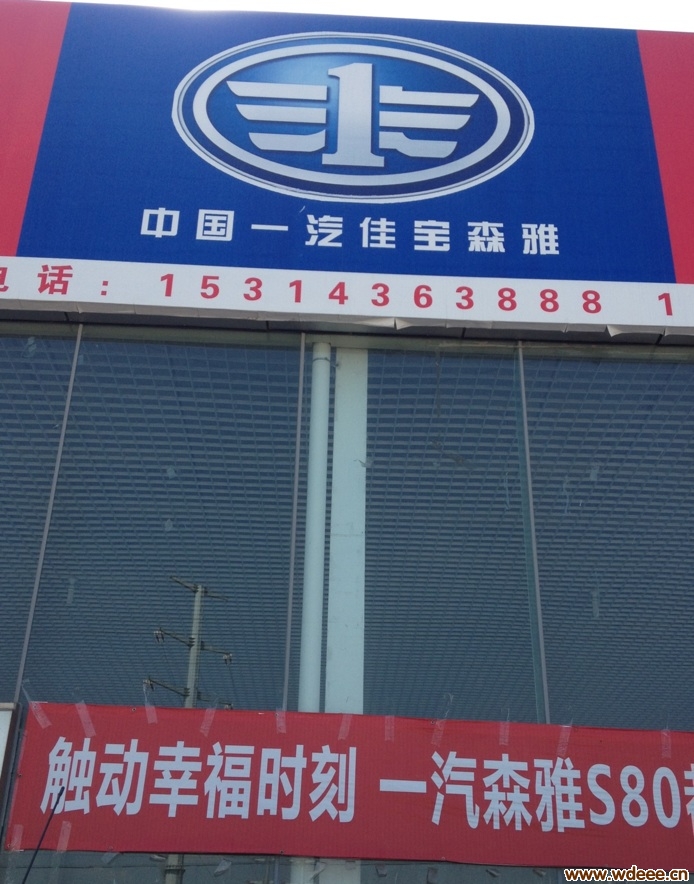 中国一汽佳宝森雅
电话：15314363888 1
触动幸福时刻 一汽森雅S80
www.wdeee.cn